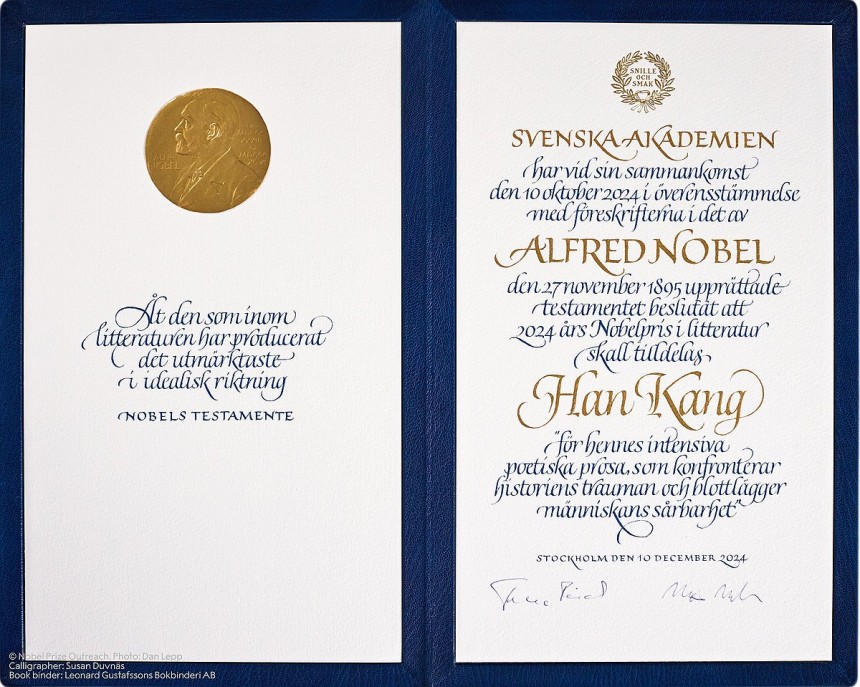 Åt den som inom
litteraturen har producerat
det utmärktaste
i idealisk riktning
NOBELS TESTAMENTE
SNILLE
OCH
SMAK
SVENSKA AKADEMIEN
har vid sin sammankomst
den 10 oktober 2024 i överensstämmelse
med föreskrifterna i det av
ALFRED NOBEL
den 27 november 1895 upprättade
testamentet beslutat att
2024 års Nobelpris i litteratur
skall tilldelas
Han Kang
"för hennes intensiva
poetiska prosa, som konfronterar
historiens trauman och blottlägger
människans sårbarhet"
STOCKHOLM DEN 10 DECEMBER 2024
© Nobel Prize Outreach. Photo: Dan Lepp
Calligrapher: Susan Duvnäs
Book binder: Leonard Gustafssons Bokbinderi AB